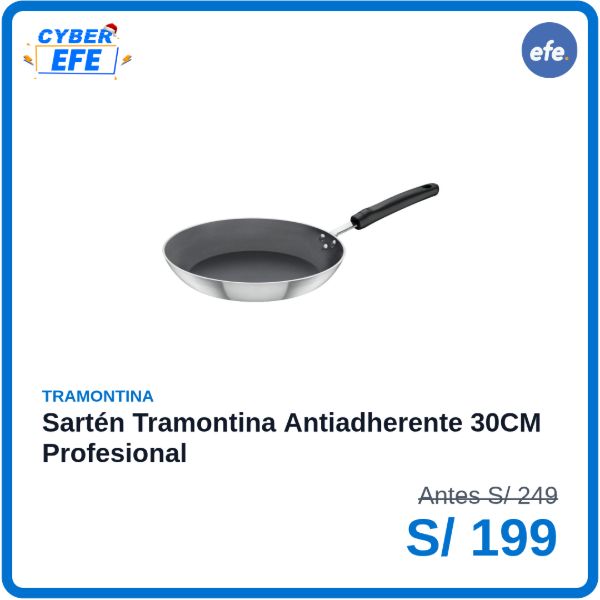 CYBER
EFE
efe.
TRAMONTINA
Sartén Tramontina Antiadherente 30CM
Profesional
Antes S/ 249
S/ 199